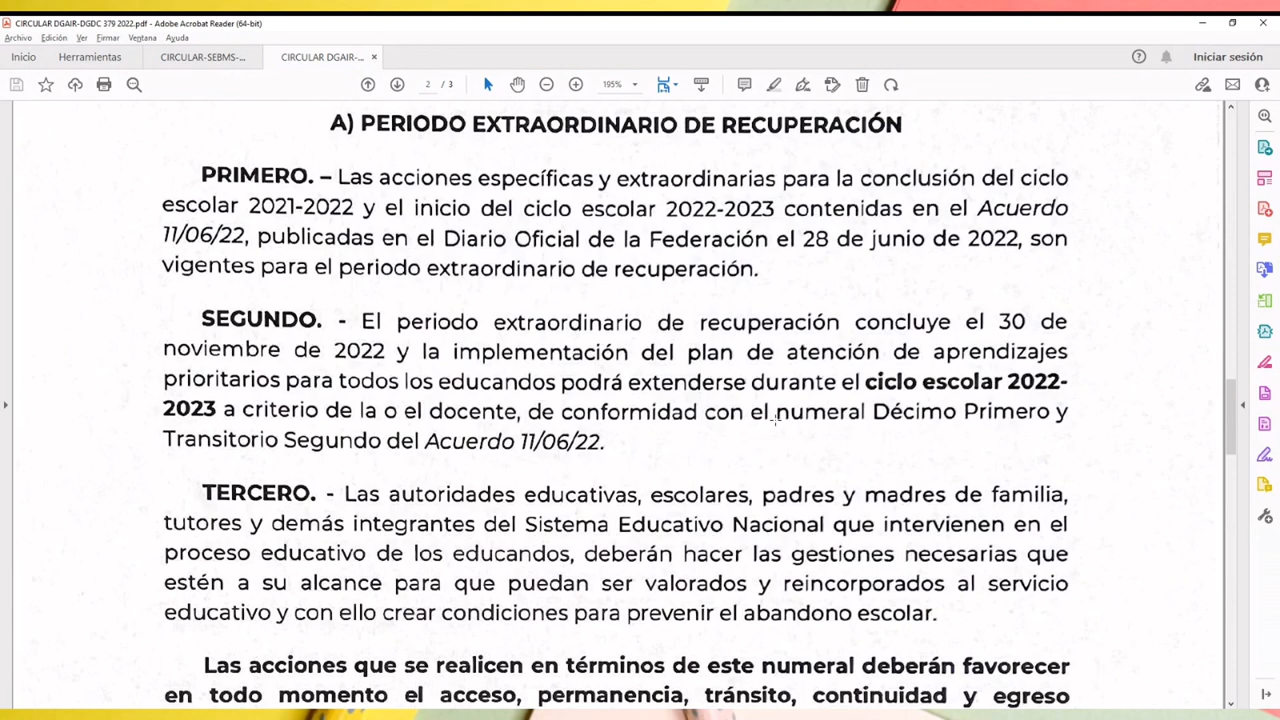 CIRCULAR DGAIR-DGDC 379 2022.pdf - Adobe Acrobat Reader (64-bit)
Archivo Edición Ver Firmar Ventana Ayuda
Inicio Herramientas CIRCULAR-SEBMS-... CIRCULAR DGAIR-... Iniciar sesión
2 / 3 195%
A) PERIODO EXTRAORDINARIO DE RECUPERACIÓN
PRIMERO. – Las acciones específicas y extraordinarias para la conclusión del ciclo
escolar 2021-2022 y el inicio del ciclo escolar 2022-2023 contenidas en el Acuerdo
11/06/22, publicadas en el Diario Oficial de la Federación el 28 de junio de 2022, son
vigentes para el periodo extraordinario de recuperación.
SEGUNDO. - El periodo extraordinario de recuperación concluye el 30 de
noviembre de 2022 y la implementación del plan de atención de aprendizajes
prioritarios para todos los educandos podrá extenderse durante el ciclo escolar 2022-
2023 a criterio de la o el docente, de conformidad con el numeral Décimo Primero y
Transitorio Segundo del Acuerdo 11/06/22.
TERCERO. - Las autoridades educativas, escolares, padres y madres de familia,
tutores y demás integrantes del Sistema Educativo Nacional que intervienen en el
proceso educativo de los educandos, deberán hacer las gestiones necesarias que
estén a su alcance para que puedan ser valorados y reincorporados al servicio
educativo y con ello crear condiciones para prevenir el abandono escolar.
Las acciones que se realicen en términos de este numeral deberán favorecer
en todo momento el acceso, permanencia, tránsito, continuidad y egreso